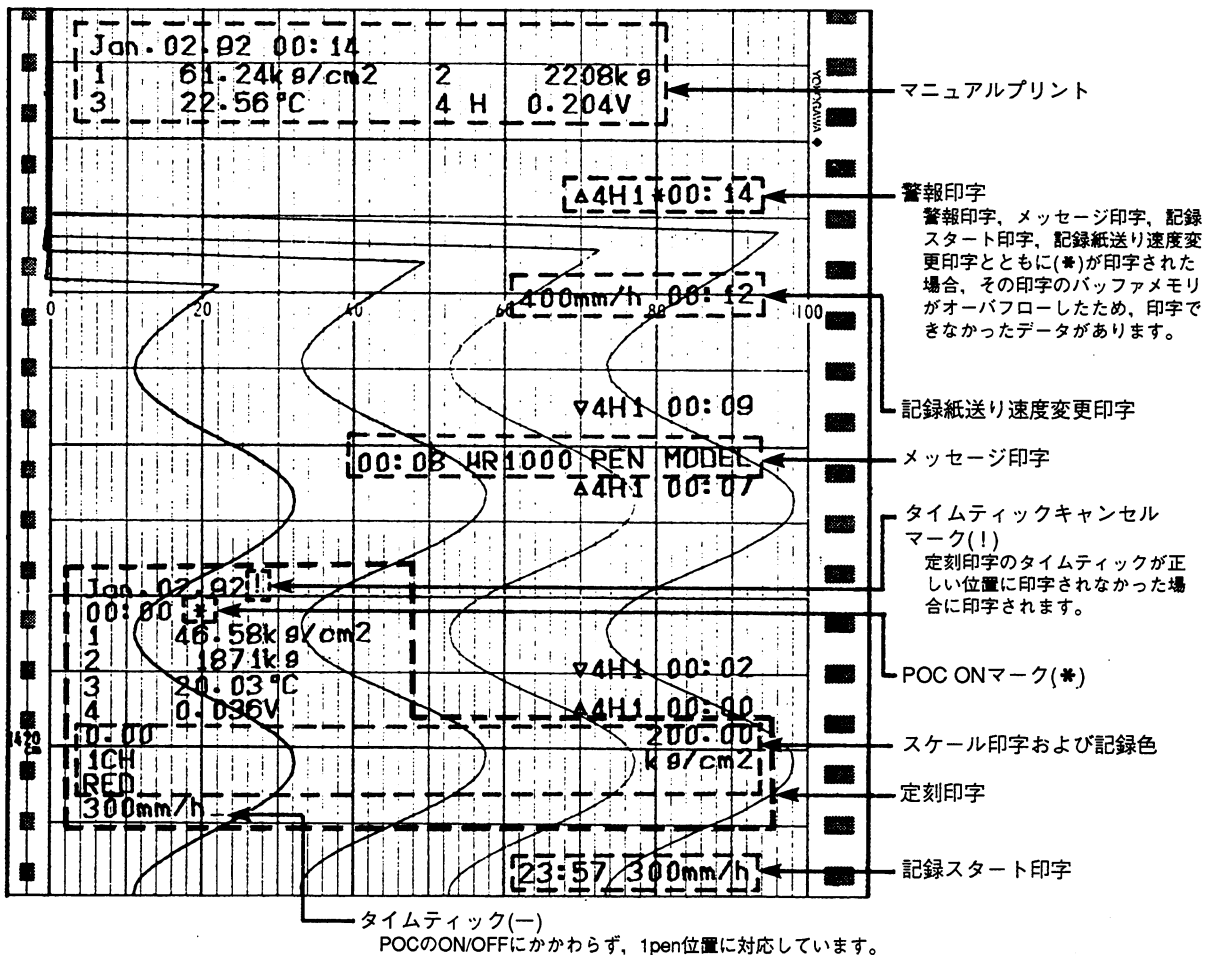 Jan.02.92 00:14
1 61.24kg/cm2 2 2208kg
3 22.56°C 4 H 0.204V
YOKOGAWA ◆
マニュアルプリント
▵4H1*00:14
警報印字
警報印字，メッセージ印字，記録
スタート印字，記録紙送り速度変
更印字とともに(*)が印字された
場合，その印字のバッファメモリ
がオーバフローしたため，印字で
きなかったデータがあります。
400mm/h 00:12
0 20 40 60 80 100
▿4H1 00:09
記録紙送り速度変更印字
00:08 HR1000 PEN MODEL
メッセージ印字
▵4H1 00:07
タイムティックキャンセル
マーク(!)
定刻印字のタイムティックが正
しい位置に印字されなかった場
合に印字されます。
Jan.02.92 !
00:00 *
1 46.58kg/cm2
2 1871kg
3 20.03°C
4 0.036V
▿4H1 00:02
▵4H1 00:00
POC ONマーク(*)
0.00 200.00
1CH kg/cm2
RED
300mm/h
1420
cm
スケール印字および記録色
定刻印字
23:57 300mm/h
記録スタート印字
タイムティック(—)
POCのON/OFFにかかわらず，1pen位置に対応しています。